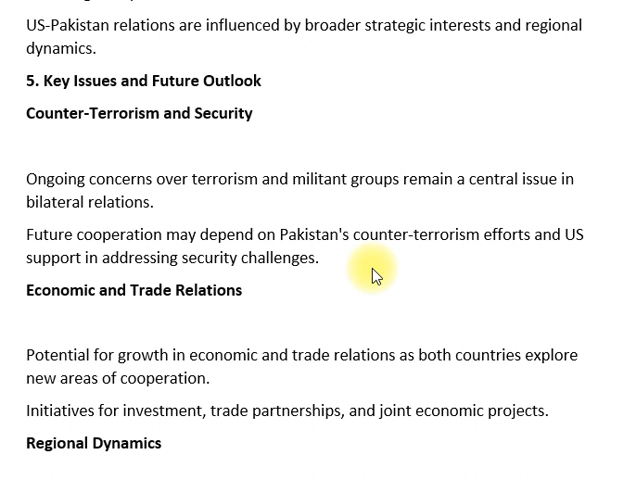 US-Pakistan relations are influenced by broader strategic interests and regional
dynamics.
5. Key Issues and Future Outlook
Counter-Terrorism and Security
Ongoing concerns over terrorism and militant groups remain a central issue in
bilateral relations.
Future cooperation may depend on Pakistan's counter-terrorism efforts and US
support in addressing security challenges.
Economic and Trade Relations
Potential for growth in economic and trade relations as both countries explore
new areas of cooperation.
Initiatives for investment, trade partnerships, and joint economic projects.
Regional Dynamics